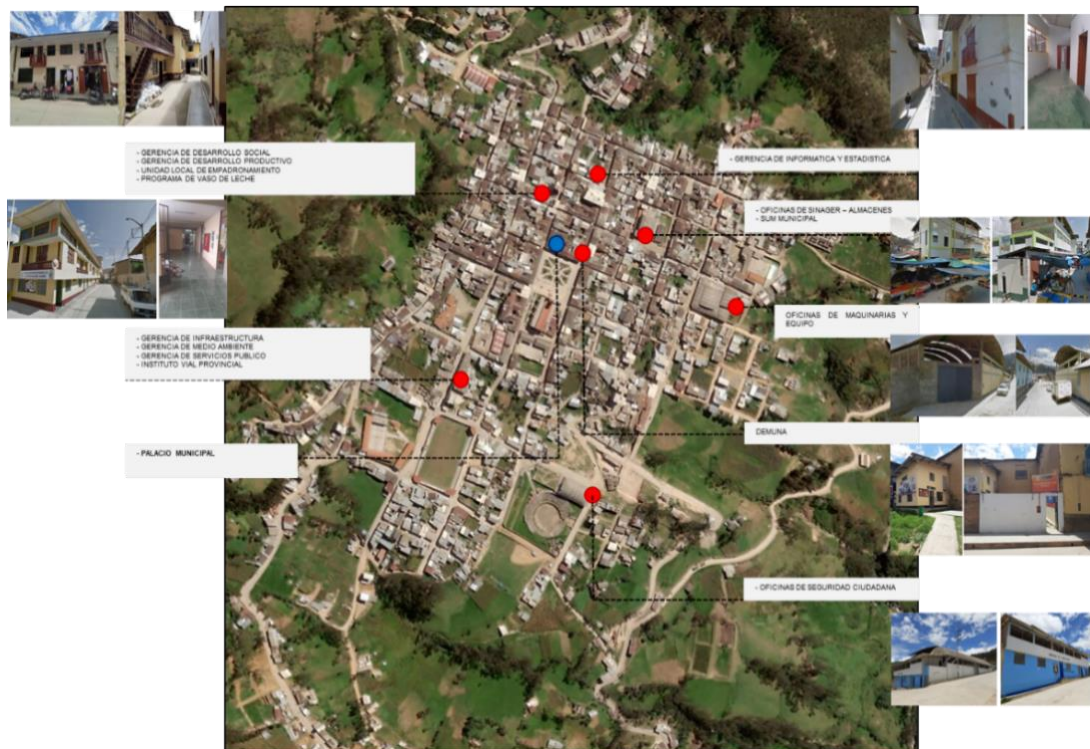 - GERENCIA DE DESARROLLO SOCIAL
- GERENCIA DE DESARROLLO PRODUCTIVO
- UNIDAD LOCAL DE EMPADRONAMIENTO
- PROGRAMA DE VASO DE LECHE
- GERENCIA DE INFORMATICA Y ESTADISTICA
- OFICINAS DE SINAGER – ALMACENES
- SUM MUNICIPAL
OFICINAS DE MAQUINARIAS Y
EQUIPO
- GERENCIA DE INFRAESTRUCTURA
- GERENCIA DE MEDIO AMBIENTE
- GERENCIA DE SERVICIOS PUBLICO
- INSTITUTO VIAL PROVINCIAL
DEMUNA
- PALACIO MUNICIPAL
- OFICINAS DE SEGURIDAD CIUDADANA